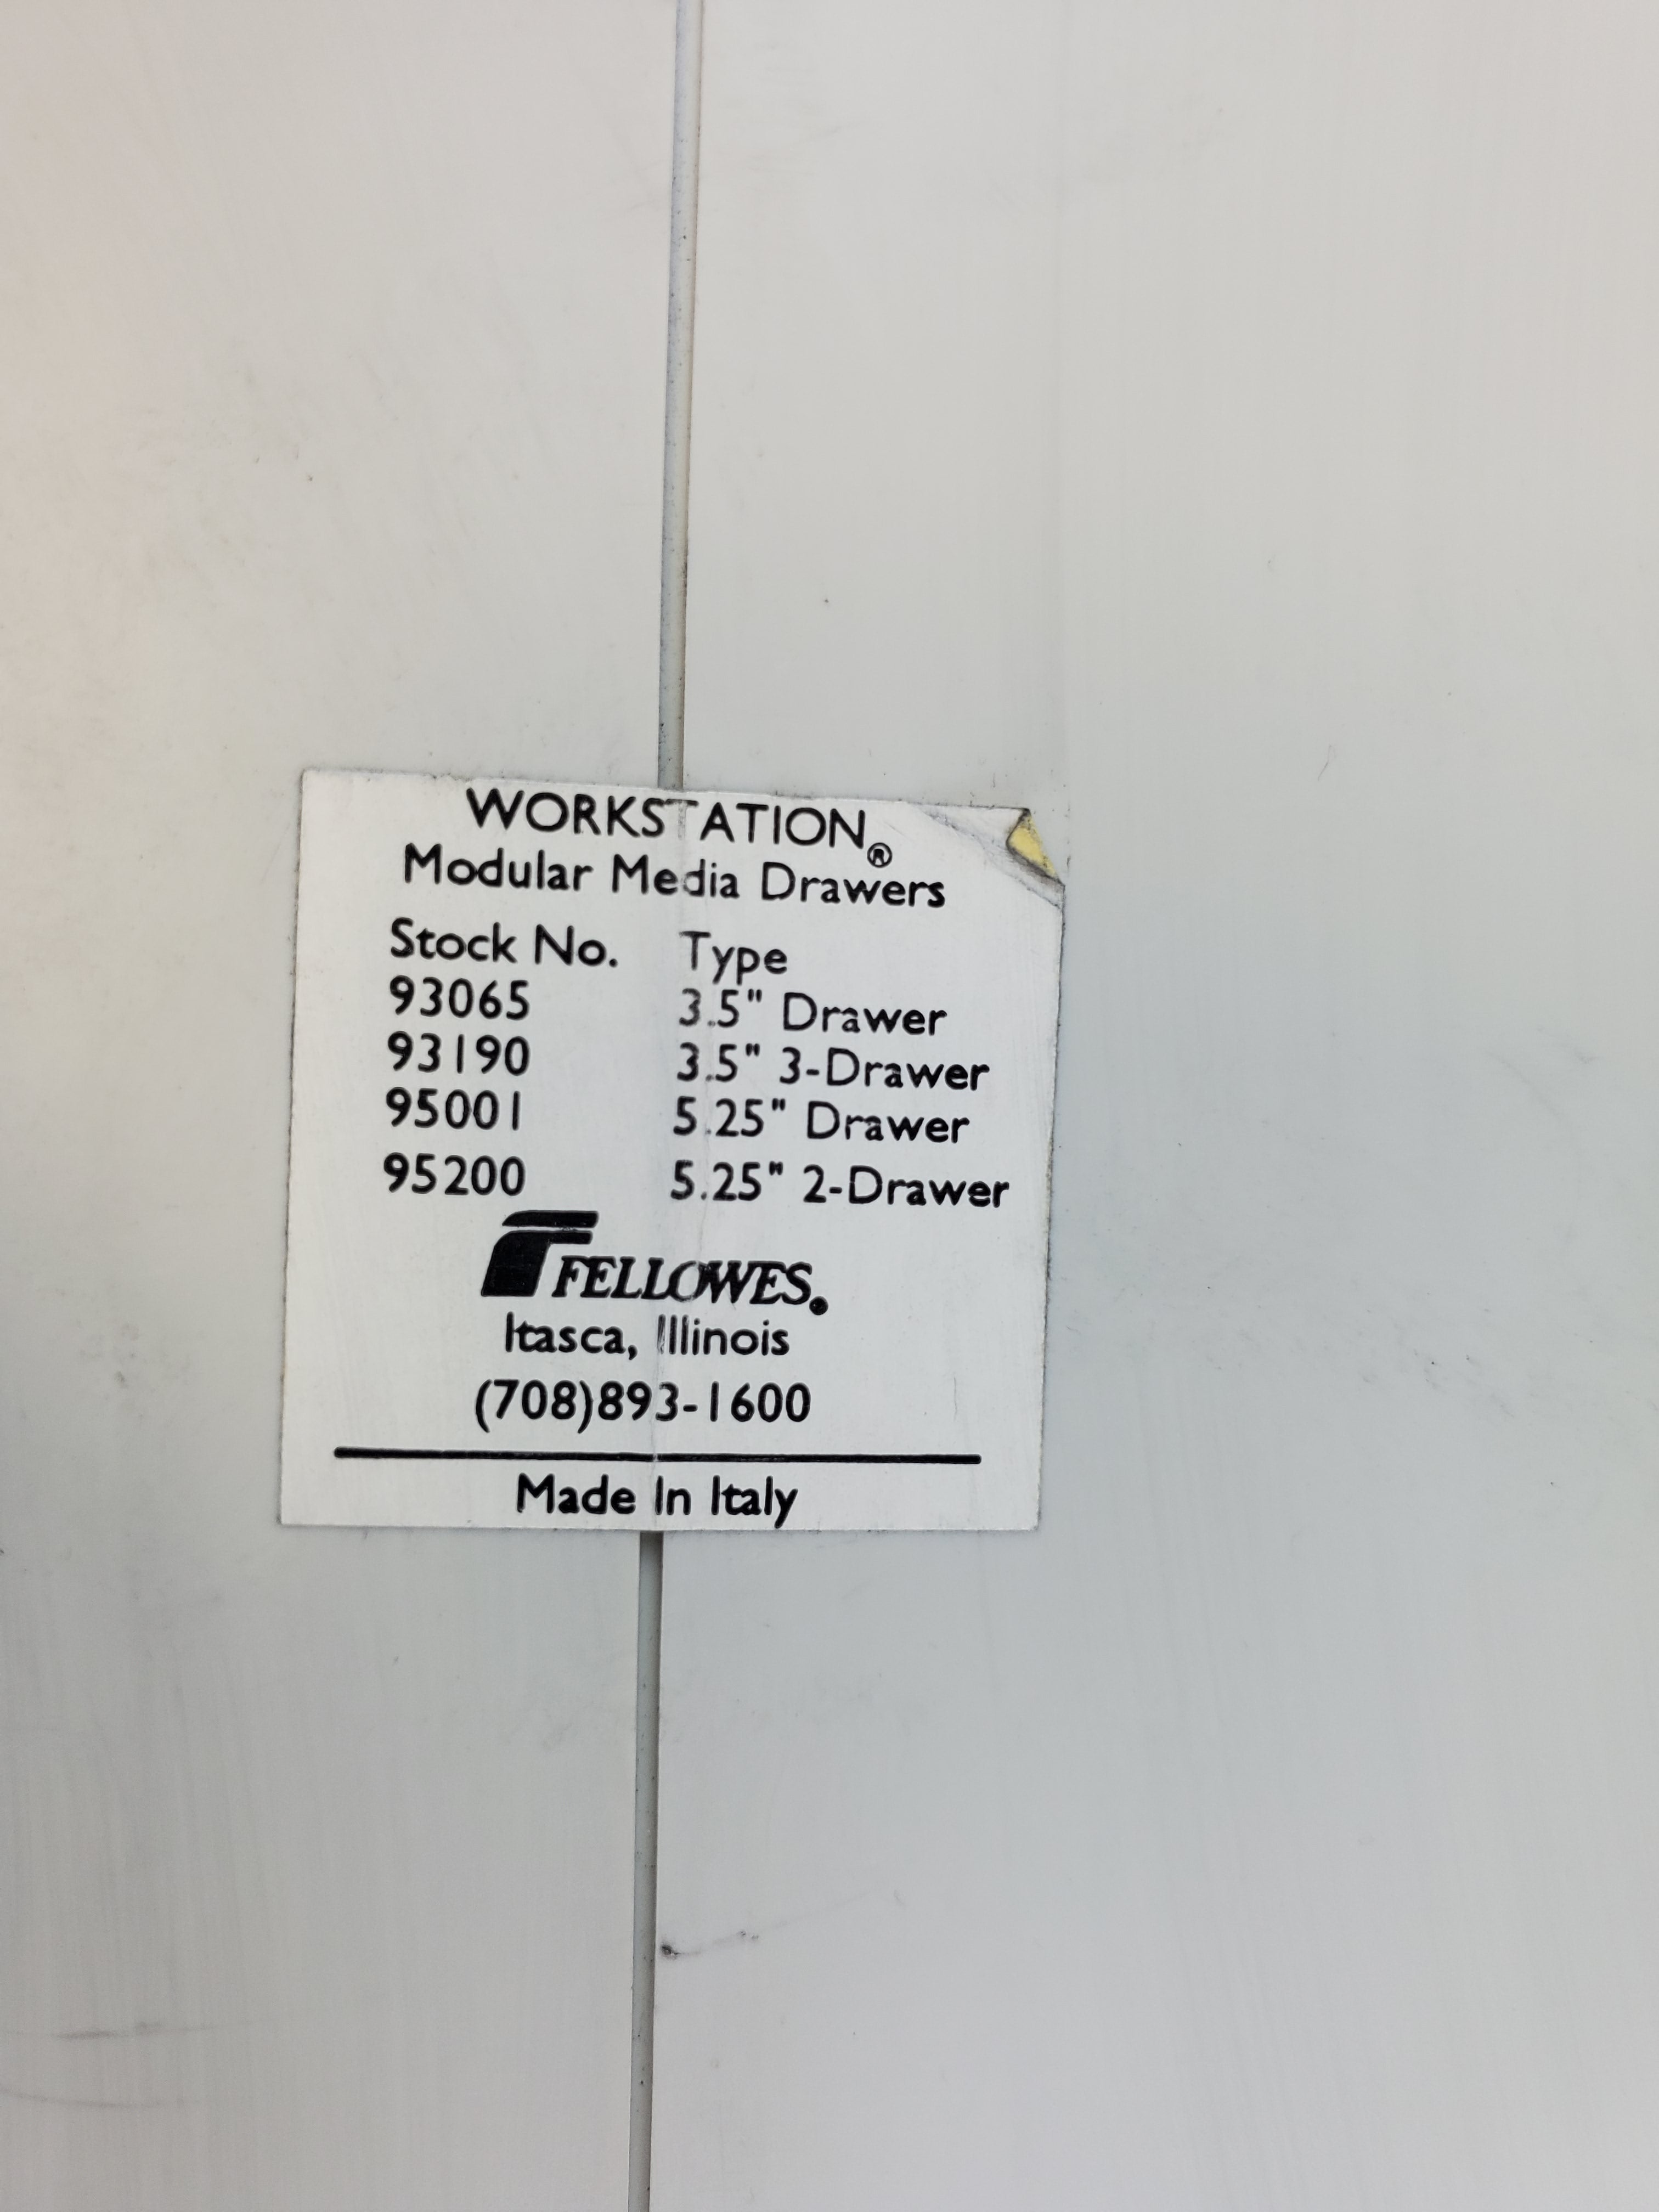 WORKSTATION®
Modular Media Drawers
Stock No. Type
93065 3.5" Drawer
93190 3.5" 3-Drawer
95001 5.25" Drawer
95200 5.25" 2-Drawer
FELLOWES®
Itasca, Illinois
(708)893-1600
Made In Italy